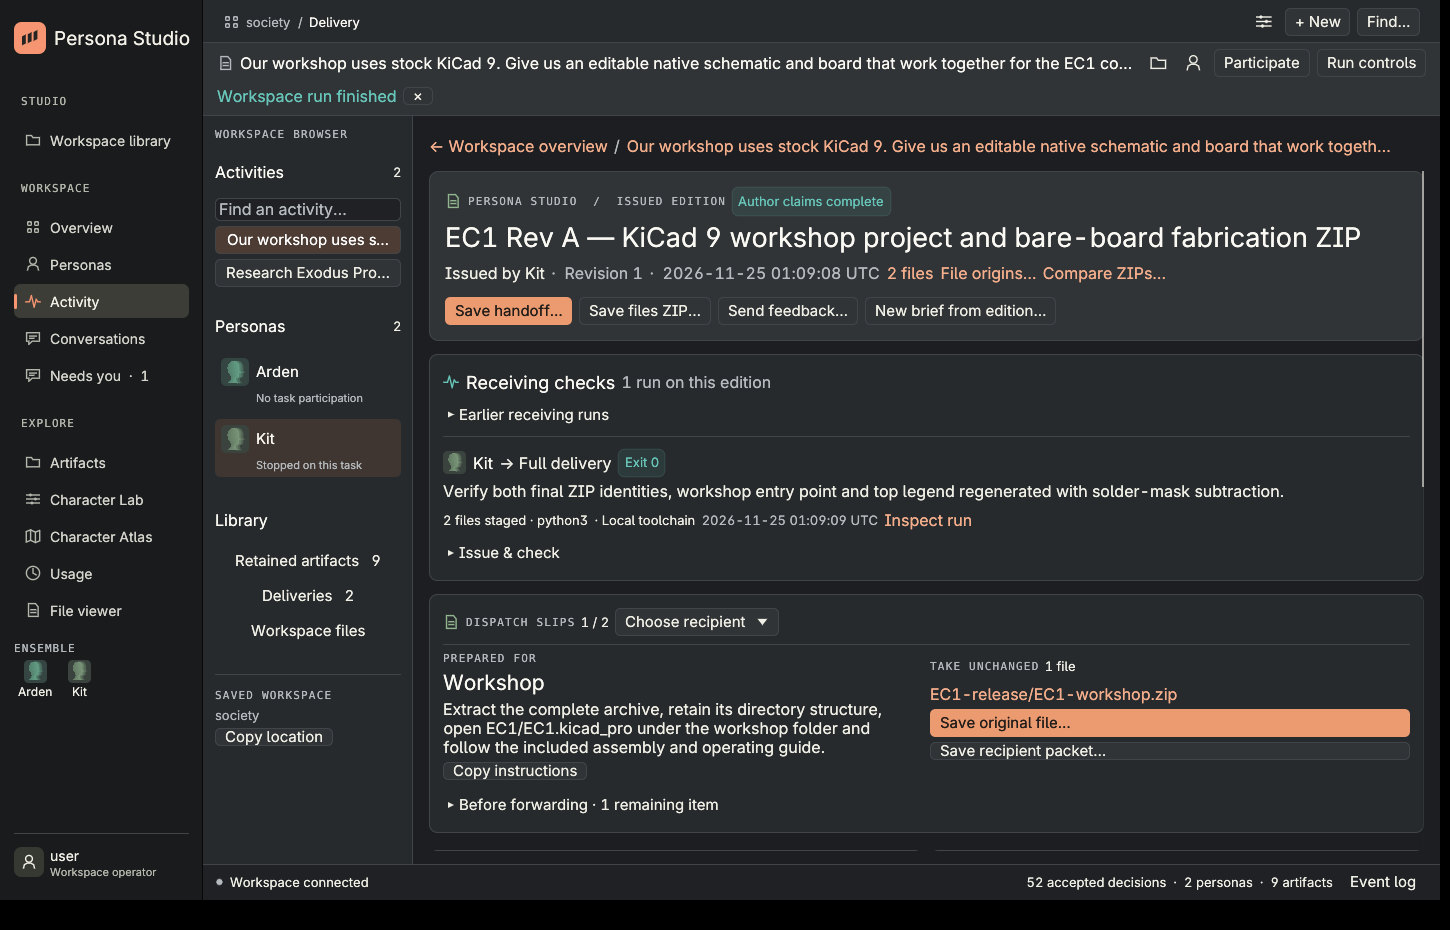 Persona Studio
STUDIO
Workspace library
WORKSPACE
Overview
Personas
Activity
Conversations
Needs you · 1
EXPLORE
Artifacts
Character Lab
Character Atlas
Usage
File viewer
ENSEMBLE
Arden Kit
user
Workspace operator
society / Delivery
+ New Find...
Our workshop uses stock KiCad 9. Give us an editable native schematic and board that work together for the EC1 co...
Participate Run controls
Workspace run finished ×
WORKSPACE BROWSER
Activities 2
Find an activity...
Our workshop uses s...
Research Exodus Pro...
Personas 2
Arden
No task participation
Kit
Stopped on this task
Library
Retained artifacts 9
Deliveries 2
Workspace files
SAVED WORKSPACE
society
Copy location
← Workspace overview / Our workshop uses stock KiCad 9. Give us an editable native schematic and board that work togeth...
PERSONA STUDIO / ISSUED EDITION Author claims complete
EC1 Rev A — KiCad 9 workshop project and bare-board fabrication ZIP
Issued by Kit · Revision 1 · 2026-11-25 01:09:08 UTC 2 files File origins... Compare ZIPs...
Save handoff... Save files ZIP... Send feedback... New brief from edition...
Receiving checks 1 run on this edition
▸ Earlier receiving runs
Kit → Full delivery Exit 0
Verify both final ZIP identities, workshop entry point and top legend regenerated with solder-mask subtraction.
2 files staged · python3 · Local toolchain 2026-11-25 01:09:09 UTC Inspect run
▸ Issue & check
DISPATCH SLIPS 1 / 2 Choose recipient ▼
PREPARED FOR
Workshop
Extract the complete archive, retain its directory structure,
open EC1/EC1.kicad_pro under the workshop folder and
follow the included assembly and operating guide.
Copy instructions
▸ Before forwarding · 1 remaining item
TAKE UNCHANGED 1 file
EC1-release/EC1-workshop.zip
Save original file...
Save recipient packet...
Workspace connected
52 accepted decisions · 2 personas · 9 artifacts Event log